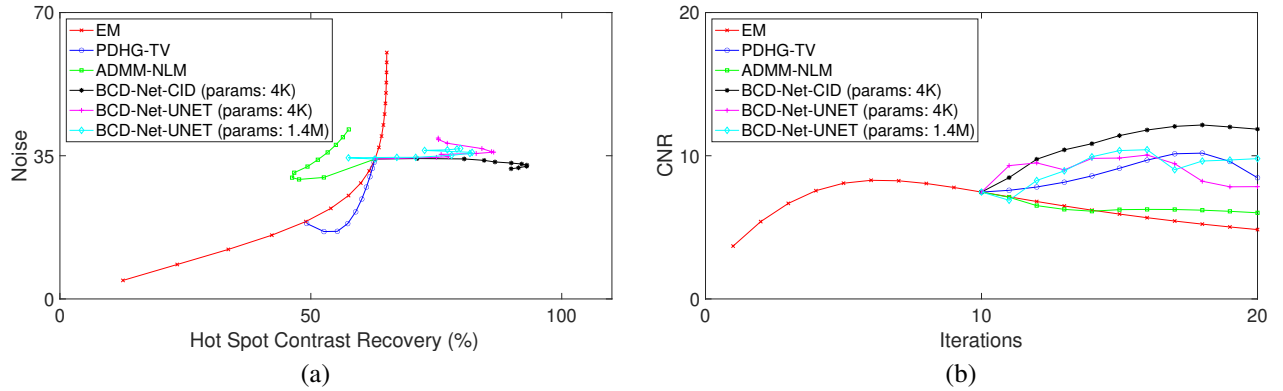 70
35
0
Noise
EM
PDHG-TV
ADMM-NLM
BCD-Net-CID (params: 4K)
BCD-Net-UNET (params: 4K)
BCD-Net-UNET (params: 1.4M)
0 50 100
Hot Spot Contrast Recovery (%)
(a)
20
10
0
CNR
EM
PDHG-TV
ADMM-NLM
BCD-Net-CID (params: 4K)
BCD-Net-UNET (params: 4K)
BCD-Net-UNET (params: 1.4M)
0 10 20
Iterations
(b)